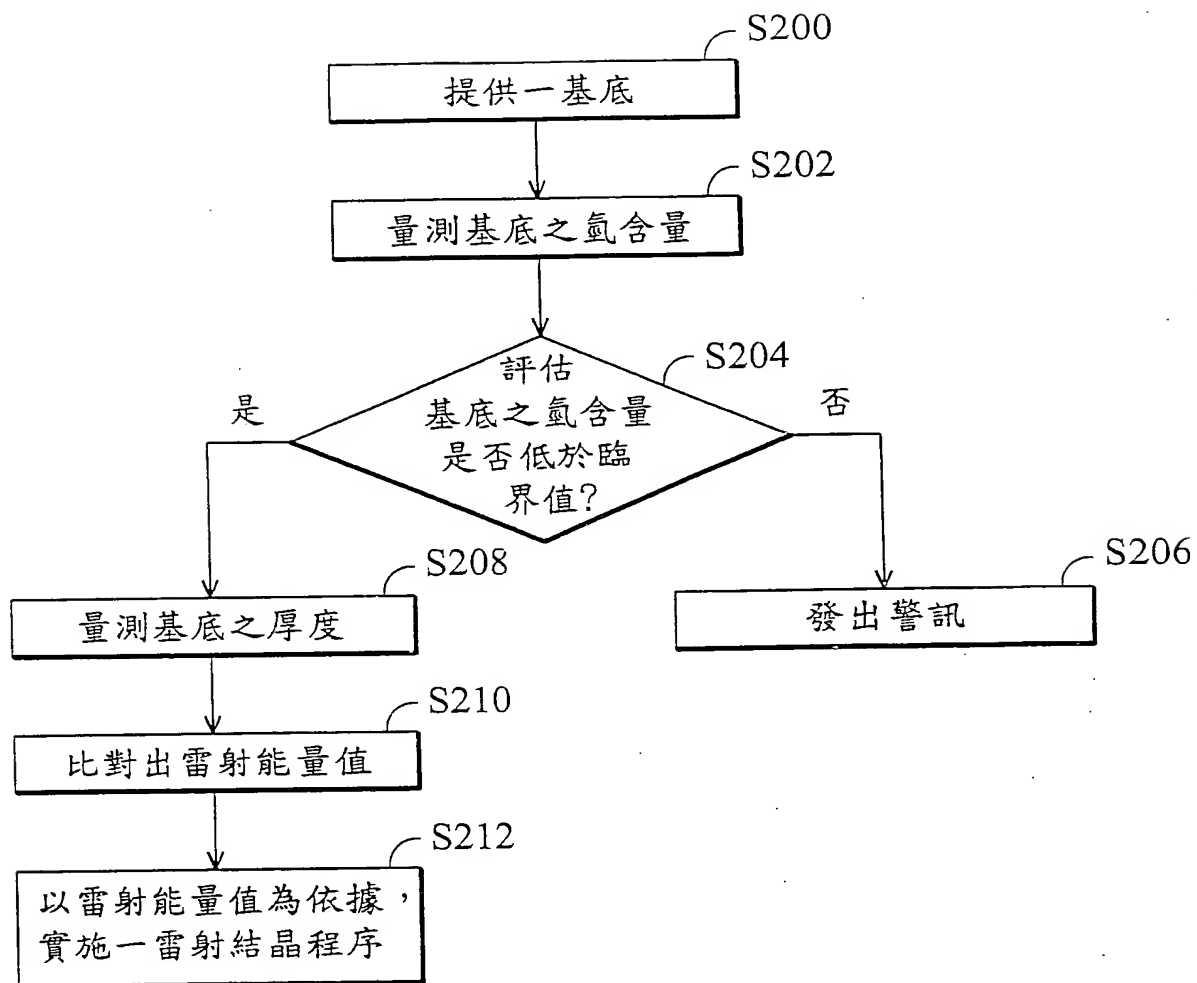 S200
提供一基底
S202
量測基底之氫含量
S204
評估
基底之氫含量
是否低於臨
界值?
是
否
S206
發出警訊
S208
量測基底之厚度
S210
比對出雷射能量值
S212
以雷射能量值為依據，
實施一雷射結晶程序